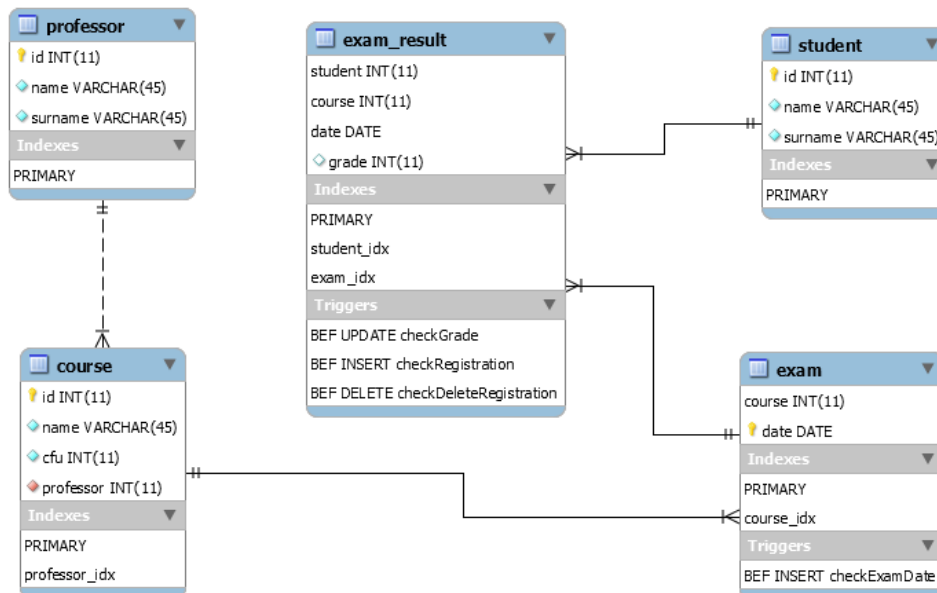 professor
id INT(11)
name VARCHAR(45)
surname VARCHAR(45)
Indexes
PRIMARY
exam_result
student INT(11)
course INT(11)
date DATE
grade INT(11)
Indexes
PRIMARY
student_idx
exam_idx
Triggers
BEF UPDATE checkGrade
BEF INSERT checkRegistration
BEF DELETE checkDeleteRegistration
student
id INT(11)
name VARCHAR(45)
surname VARCHAR(45)
Indexes
PRIMARY
course
id INT(11)
name VARCHAR(45)
cfu INT(11)
professor INT(11)
Indexes
PRIMARY
professor_idx
exam
course INT(11)
date DATE
Indexes
PRIMARY
course_idx
Triggers
BEF INSERT checkExamDate